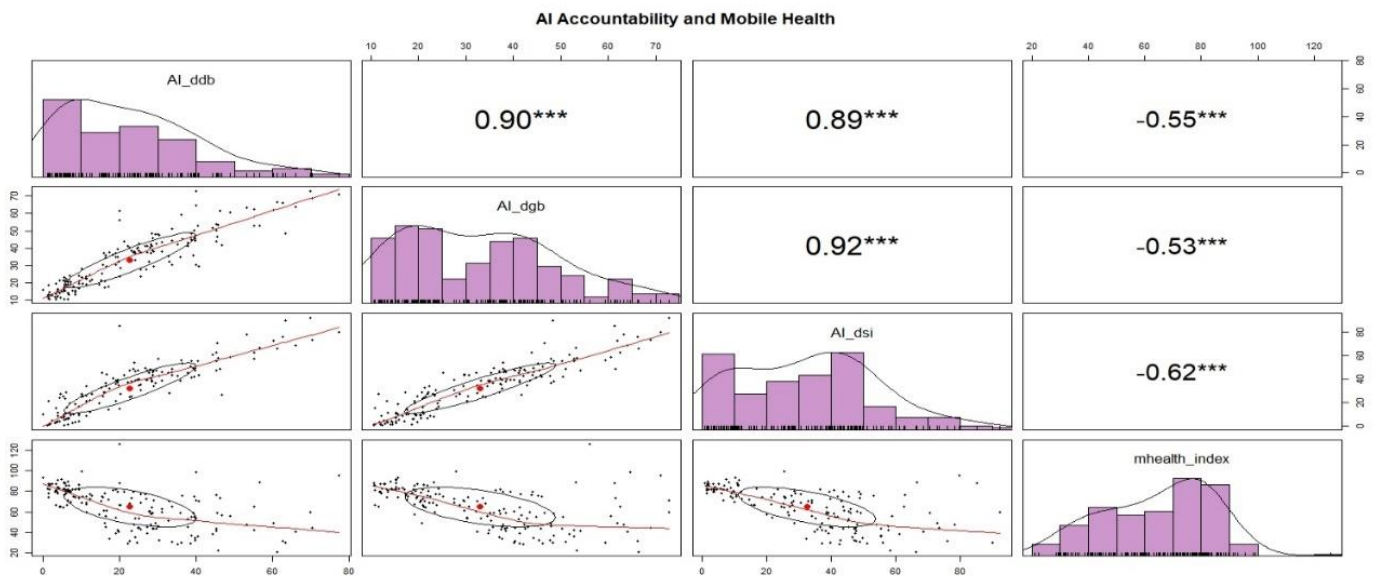 AI Accountability and Mobile Health
10 20 30 40 50 60 70
20 40 60 80 100 120
AI_ddb
0.90***
0.89***
-0.55***
0 20 40 60 80
10 20 30 40 50 60 70
AI_dgb
0.92***
-0.53***
AI_dsi
-0.62***
0 20 40 60 80
20 40 60 80 100 120
mhealth_index
0 20 40 60 80
0 20 40 60 80